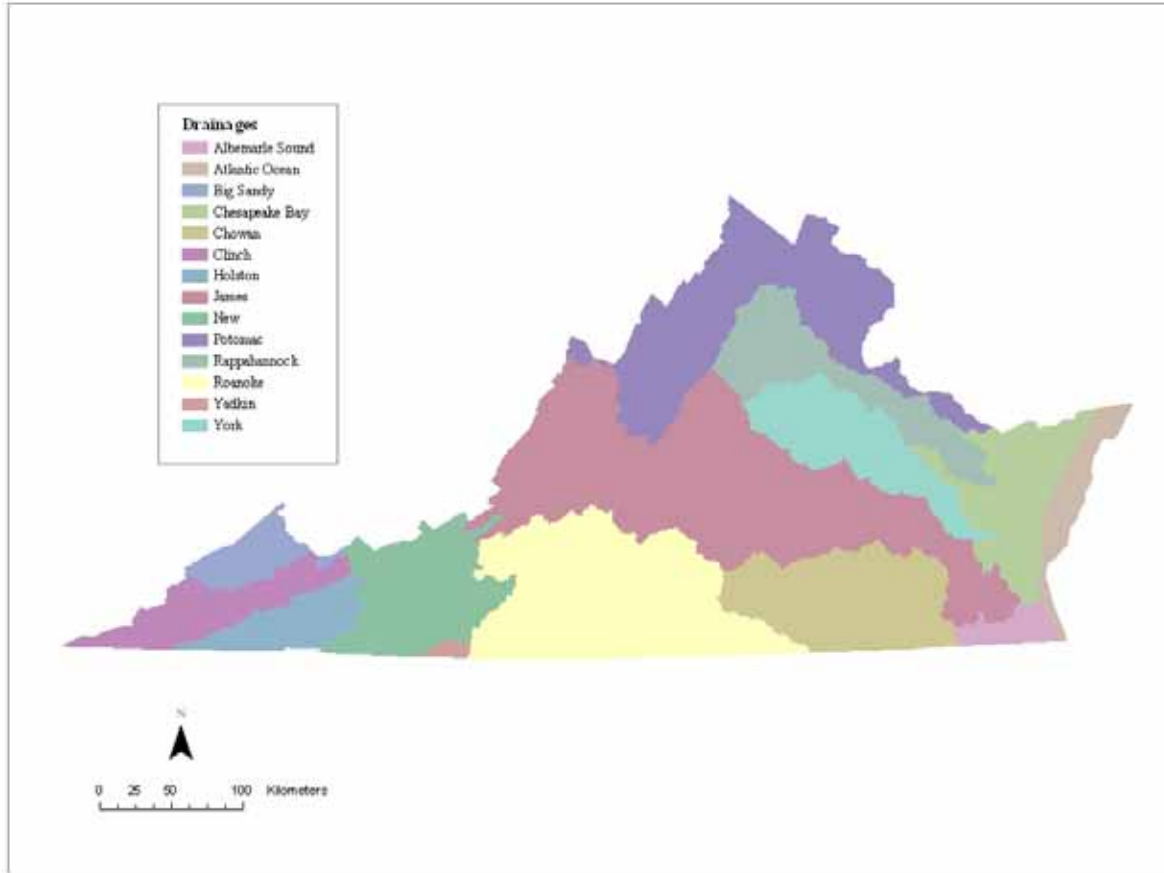 Drainages
Albemarle Sound
Atlantic Ocean
Big Sandy
Chesapeake Bay
Chowan
Clinch
Holston
James
New
Potomac
Rappahannock
Roanoke
Yadkin
York
N
0 25 50 100 Kilometers